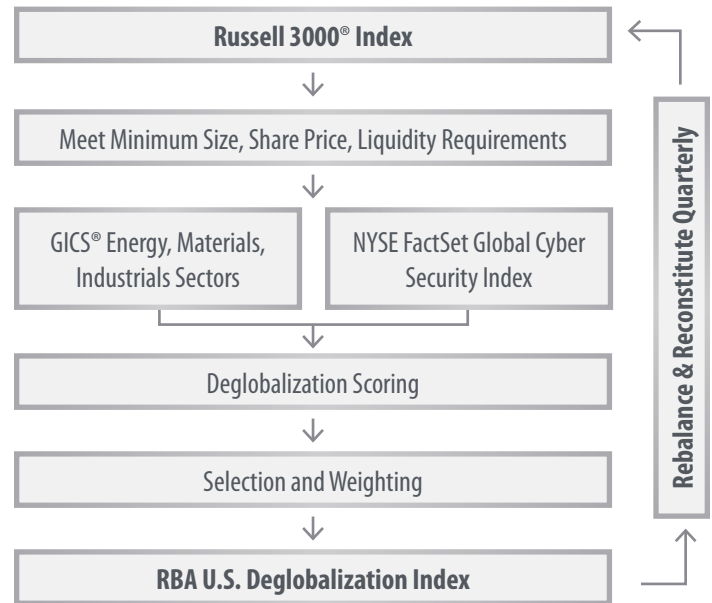 Russell 3000® Index
Meet Minimum Size, Share Price, Liquidity Requirements
GICS® Energy, Materials,
Industrials Sectors
NYSE FactSet Global Cyber
Security Index
Deglobalization Scoring
Selection and Weighting
RBA U.S. Deglobalization Index
Rebalance & Reconstitute Quarterly